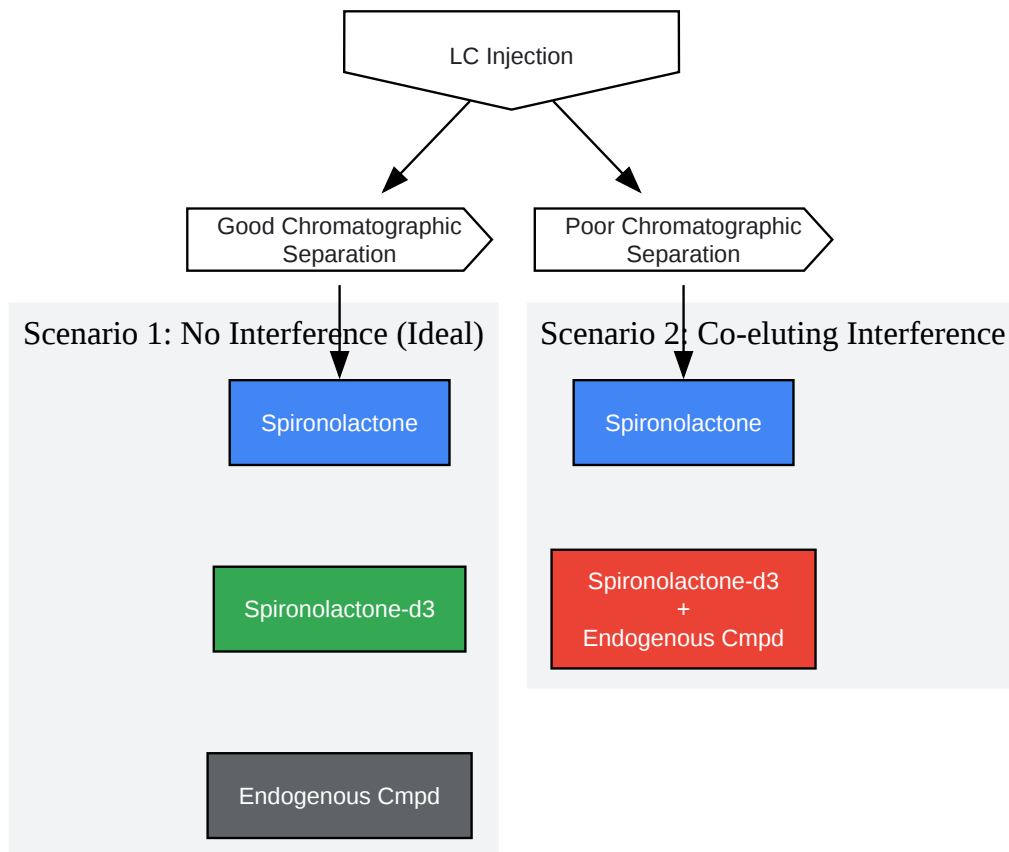 LC Injection
Good Chromatographic
Separation
Poor Chromatographic
Separation
Scenario 1: No Interference (Ideal)
Spironolactone
Spironolactone-d3
Endogenous Cmpd
Scenario 2: Co-eluting Interference
Spironolactone
Spironolactone-d3
+
Endogenous Cmpd